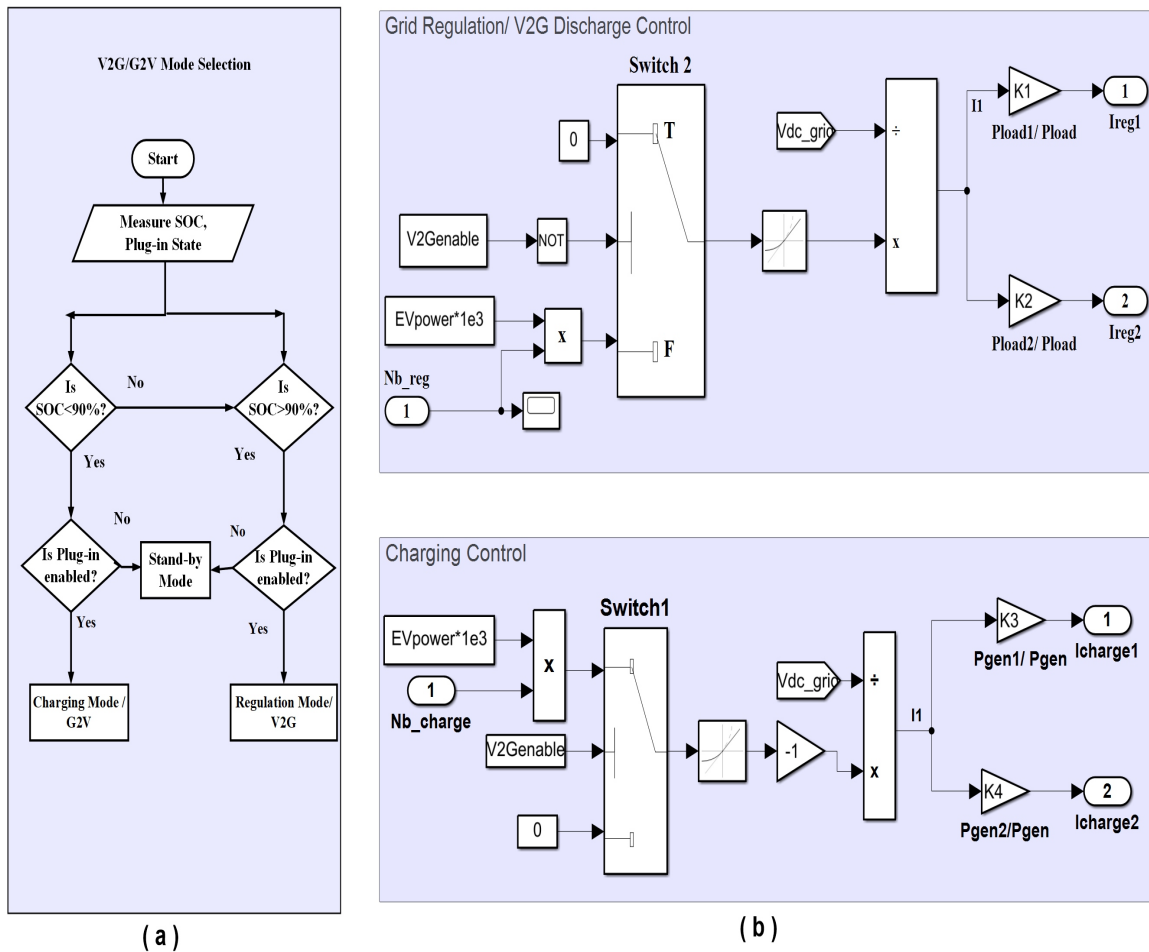 V2G/G2V Mode Selection
Start
Measure SOC,
Plug-in State
Is
SOC<90%?
No
Is
SOC>90%?
Yes
Yes
No
No
Is Plug-in
enabled?
Stand-by
Mode
Is Plug-in
enabled?
Yes
Yes
Charging Mode /
G2V
Regulation Mode/
V2G
( a )
Grid Regulation/ V2G Discharge Control
Switch 2
0
T
V2Genable
NOT
EVpower*1e3
x
F
Nb_reg
1
Vdc_grid
÷
x
I1
K1
Pload1/ Pload
1
Ireg1
K2
Pload2/ Pload
2
Ireg2
Charging Control
Switch1
EVpower*1e3
x
1
Nb_charge
V2Genable
0
Vdc_grid
÷
-1
x
I1
K3
Pgen1/ Pgen
1
Icharge1
K4
Pgen2/Pgen
2
Icharge2
( b )